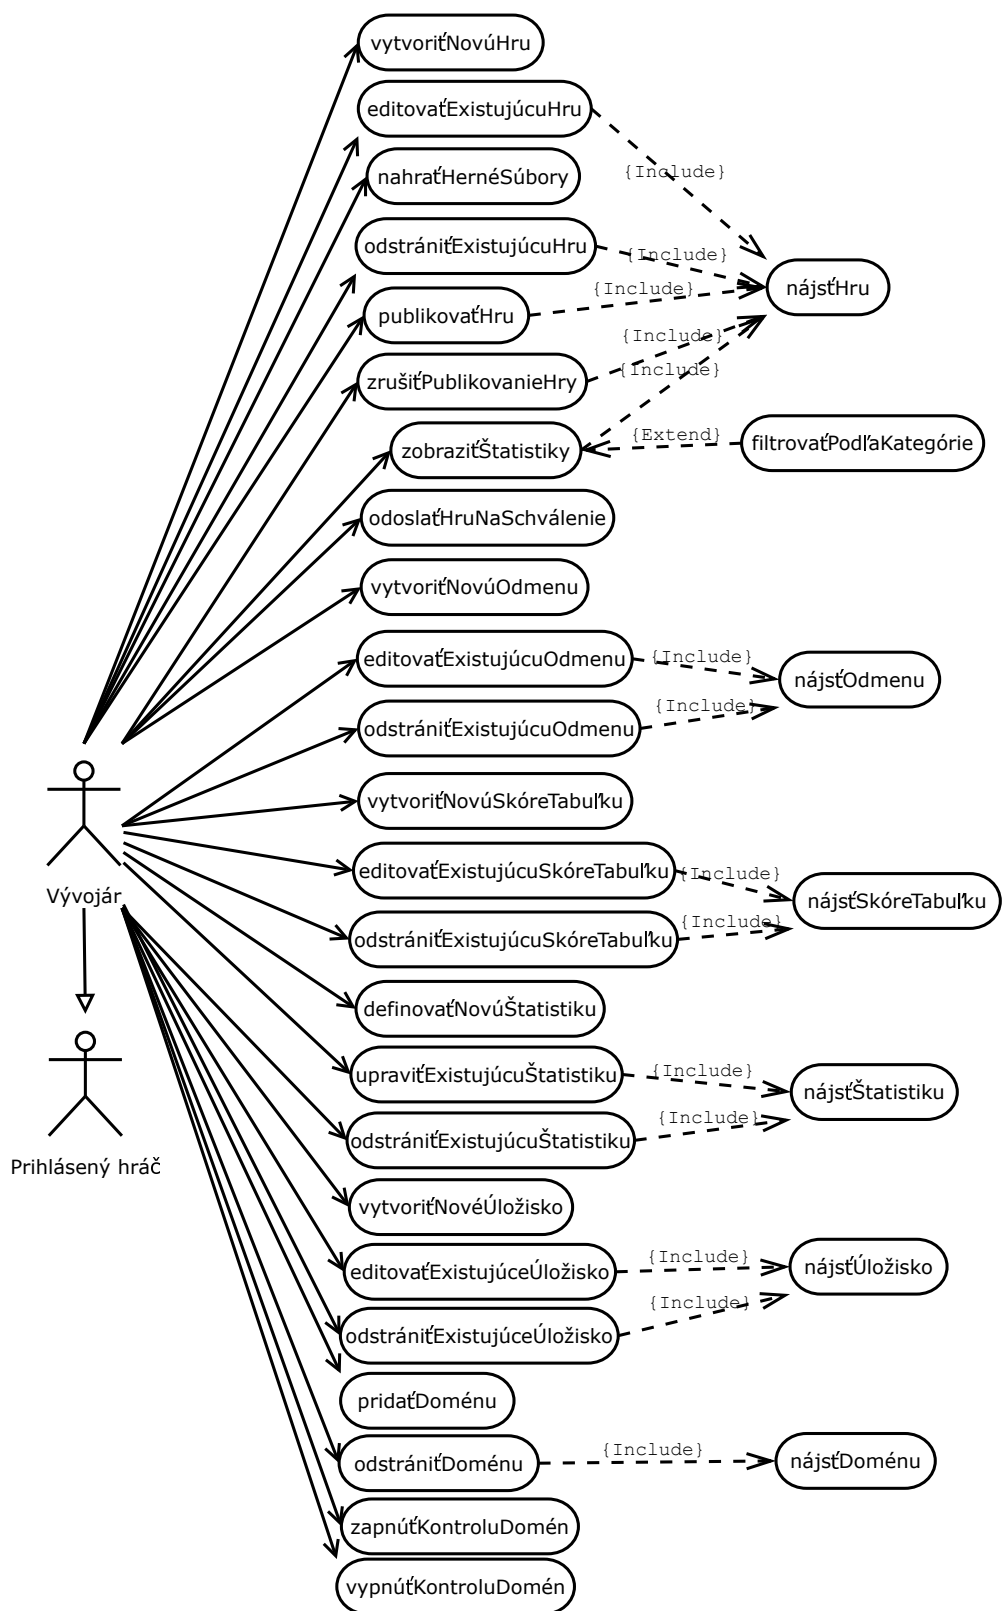 vytvoriťNovúHru
editovaťExistujúcuHru
{Include}
nahraťHernéSúbory
odstrániťExistujúcuHru
{Include}
nájsťHru
{Include}
publikovaťHru
{Include}
zrušiťPublikovanieHry
{Include}
{Extend}
filtrovaťPodľaKategórie
zobraziťŠtatistiky
odoslaťHruNaSchválenie
vytvoriťNovúOdmenu
editovaťExistujúcuOdmenu
{Include}
nájsťOdmenu
{Include}
odstrániťExistujúcuOdmenu
vytvoriťNovúSkóreTabuľku
editovaťExistujúcuSkóreTabuľku
{Include}
nájsťSkóreTabuľku
Vývojár
{Include}
odstrániťExistujúcuSkóreTabuľku
definovaťNovúŠtatistiku
upraviťExistujúcuŠtatistiku
{Include}
nájsťŠtatistiku
{Include}
odstrániťExistujúcuŠtatistiku
Prihlásený hráč
vytvoriťNovéÚložisko
editovaťExistujúceÚložisko
{Include}
nájsťÚložisko
{Include}
odstrániťExistujúceÚložisko
pridaťDoménu
odstrániťDoménu
{Include}
nájsťDoménu
zapnúťKontroluDomén
vypnúťKontroluDomén